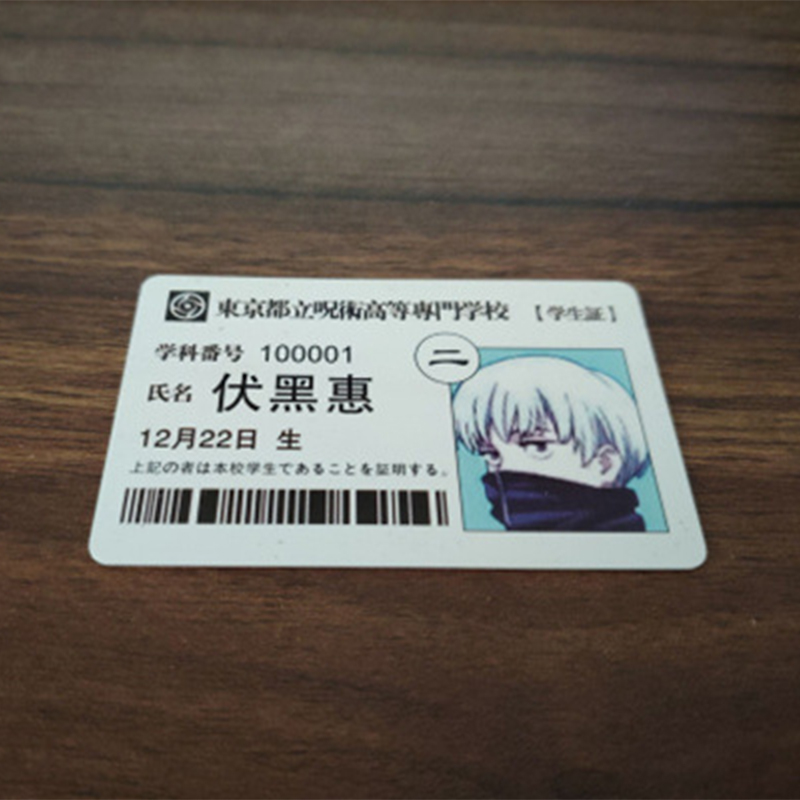 東京都立呪術高等専門学校 【学生証】
学科番号 100001
二
氏名 伏黑惠
12月22日 生
上記の者は本校学生であることを証明する。